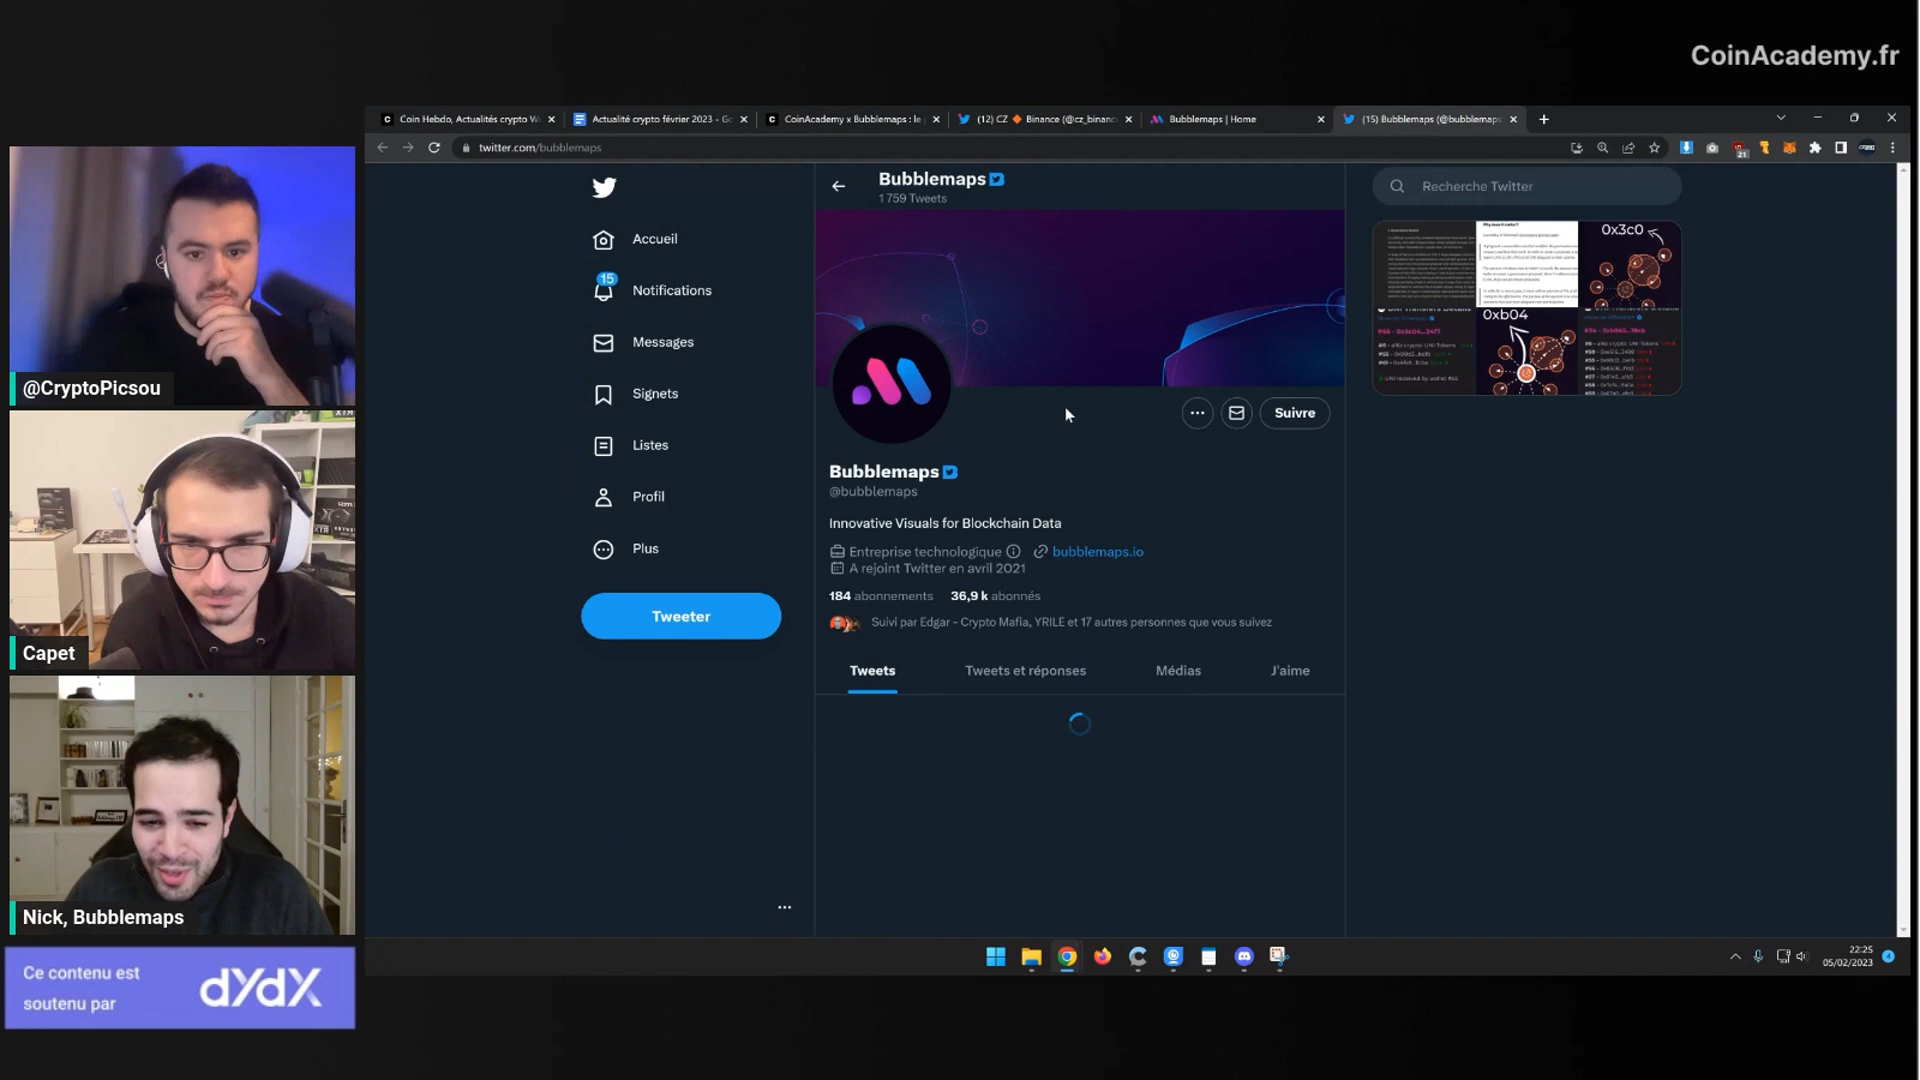 CoinAcademy.fr
Coin Hebdo, Actualités crypto W
Actualité crypto février 2023 - Go
CoinAcademy x Bubblemaps : le
(12) CZ 🔶 Binance (@cz_binanc
Bubblemaps | Home
(15) Bubblemaps (@bubblemaps
twitter.com/bubblemaps
21
Bubblemaps
1 759 Tweets
Recherche Twitter
Accueil
15
Notifications
Messages
Signets
Listes
Profil
Plus
Tweeter
Suivre
Bubblemaps
@bubblemaps
Innovative Visuals for Blockchain Data
Entreprise technologique
bubblemaps.io
A rejoint Twitter en avril 2021
184 abonnements 36,9 k abonnés
Suivi par Edgar - Crypto Mafia, YRILE et 17 autres personnes que vous suivez
Tweets
Tweets et réponses
Médias
J'aime
0x3c0
0xb04
@CryptoPicsou
Capet
Nick, Bubblemaps
Ce contenu est
soutenu par
dYdX
22:25
05/02/2023
4